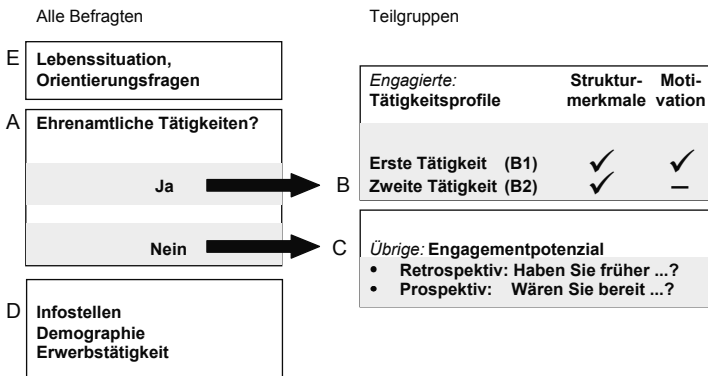 Alle Befragten
Teilgruppen
E
Lebenssituation,
Orientierungsfragen
A
Ehrenamtliche Tätigkeiten?
Ja
Nein
D
Infostellen
Demographie
Erwerbstätigkeit
B
Engagierte: Struktur- Moti-
Tätigkeitsprofile merkmale vation
Erste Tätigkeit (B1) ✓ ✓
Zweite Tätigkeit (B2) ✓ –
C
Übrige: Engagementpotenzial
• Retrospektiv: Haben Sie früher ...?
• Prospektiv: Wären Sie bereit ...?